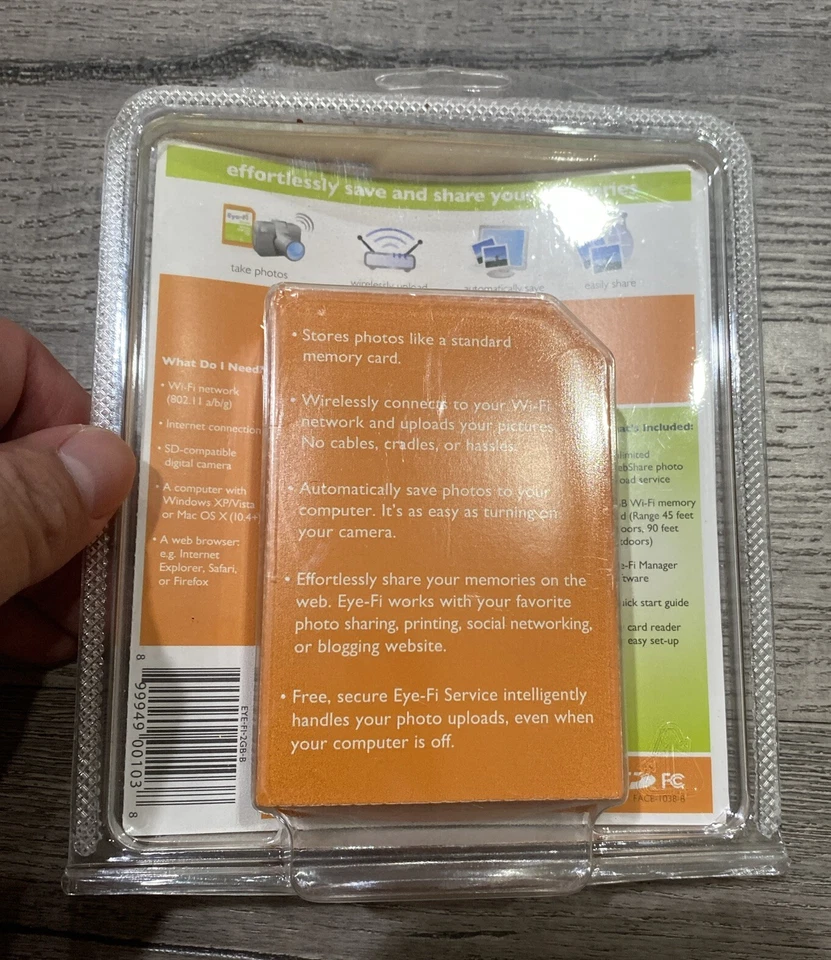 effortlessly save and share your
Eye-Fi
take photos
wirelessly upload
automatically save
easily share
What Do I Need
• Wi-Fi network
(802.11 a/b/g)
• Internet connection
• SD-compatible
digital camera
• A computer with
Windows XP/Vista
or Mac OS X (10.4+
• A web browser
e.g. Internet
Explorer, Safari,
or Firefox
• Stores photos like a standard
memory card.
• Wirelessly connects to your Wi-Fi
network and uploads your pictures.
No cables, cradles, or hassles.
• Automatically save photos to your
computer. It's as easy as turning on
your camera.
• Effortlessly share your memories on the
web. Eye-Fi works with your favorite
photo sharing, printing, social networking,
or blogging website.
• Free, secure Eye-Fi Service intelligently
handles your photo uploads, even when
your computer is off.
Included:
photo
service
Wi-Fi memory
(Range 45 feet
90 feet
Manager
start guide
card reader
easy set-up
8 99949 00103 8
EYE-FI-2GB-B
FC